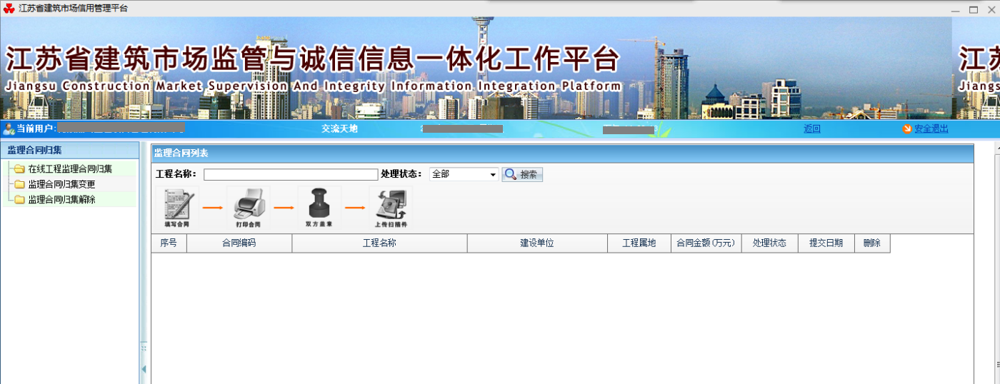 江苏省建筑市场信用管理平台
江苏省建筑市场监管与诚信信息一体化工作平台
Jiangsu Construction Market Supervision And Integrity Information Integration Platform
江苏
Jiangs
当前用户: 交流天地 返回 安全退出
监理合同归集
在线工程监理合同归集
监理合同归集变更
监理合同归集解除
监理合同列表
工程名称： 处理状态： 全部 搜索
填写合同 打印合同 双方盖章 上传扫描件
序号 合同编码 工程名称 建设单位 工程属地 合同金额(万元) 处理状态 提交日期 删除